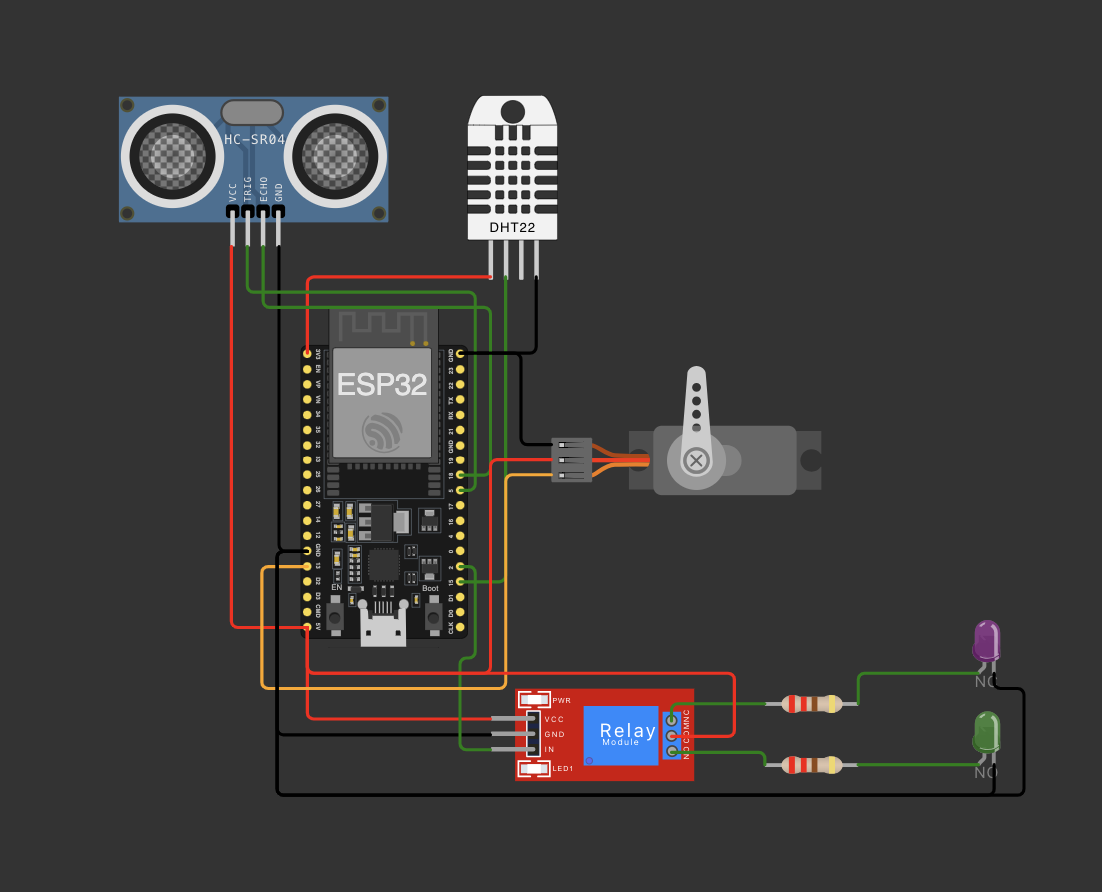 HC-SR04
VCC
TRIG
ECHO
GND
DHT22
ESP32
3V3
EN
VP
VN
34
35
32
33
25
26
27
14
12
GND
13
D2
D3
CMD
5V
GND
23
22
TX
RX
21
GND
19
18
5
17
16
4
0
2
15
D1
D0
CLK
EN
Boot
PWR
VCC
GND
IN
LED1
Relay
Module
NC
COM
NO
NC
NO